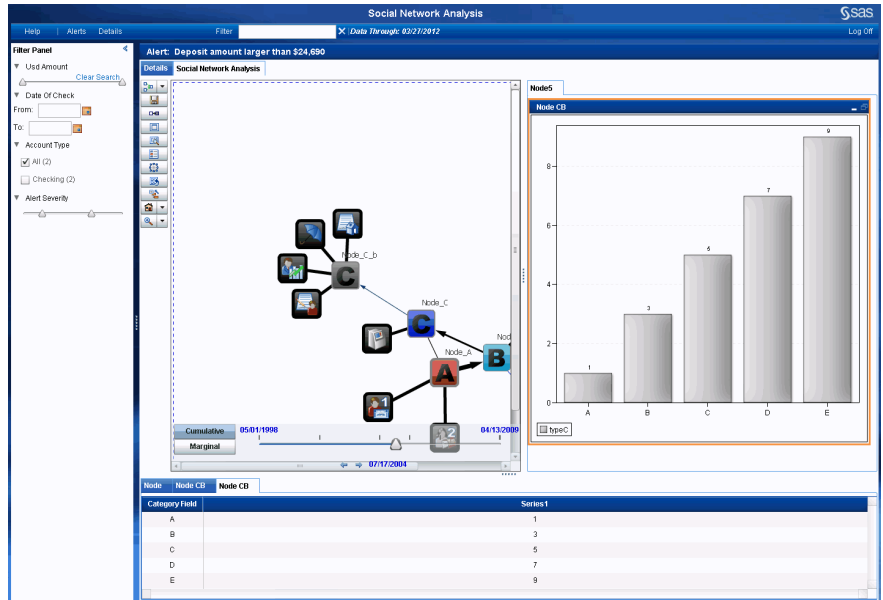 Social Network Analysis
sas
Help | Alerts Details Filter Data Through: 03/27/2012 Log Off
Filter Panel
Usd Amount
Clear Search
Date Of Check
From:
To:
Account Type
All (2)
Checking (2)
Alert Severity
Alert: Deposit amount larger than $24,690
Details Social Network Analysis
Node_C_b
C
Node_C
C
Node_A
A
Nod
B
1
2
Cumulative
Marginal
05/01/1998
04/13/2009
07/17/2004
Node5
Node CB
8
6
4
2
0
1
3
5
7
9
A B C D E
typeC
Node Node CB Node CB
Category Field Series1
A 1
B 3
C 5
D 7
E 9